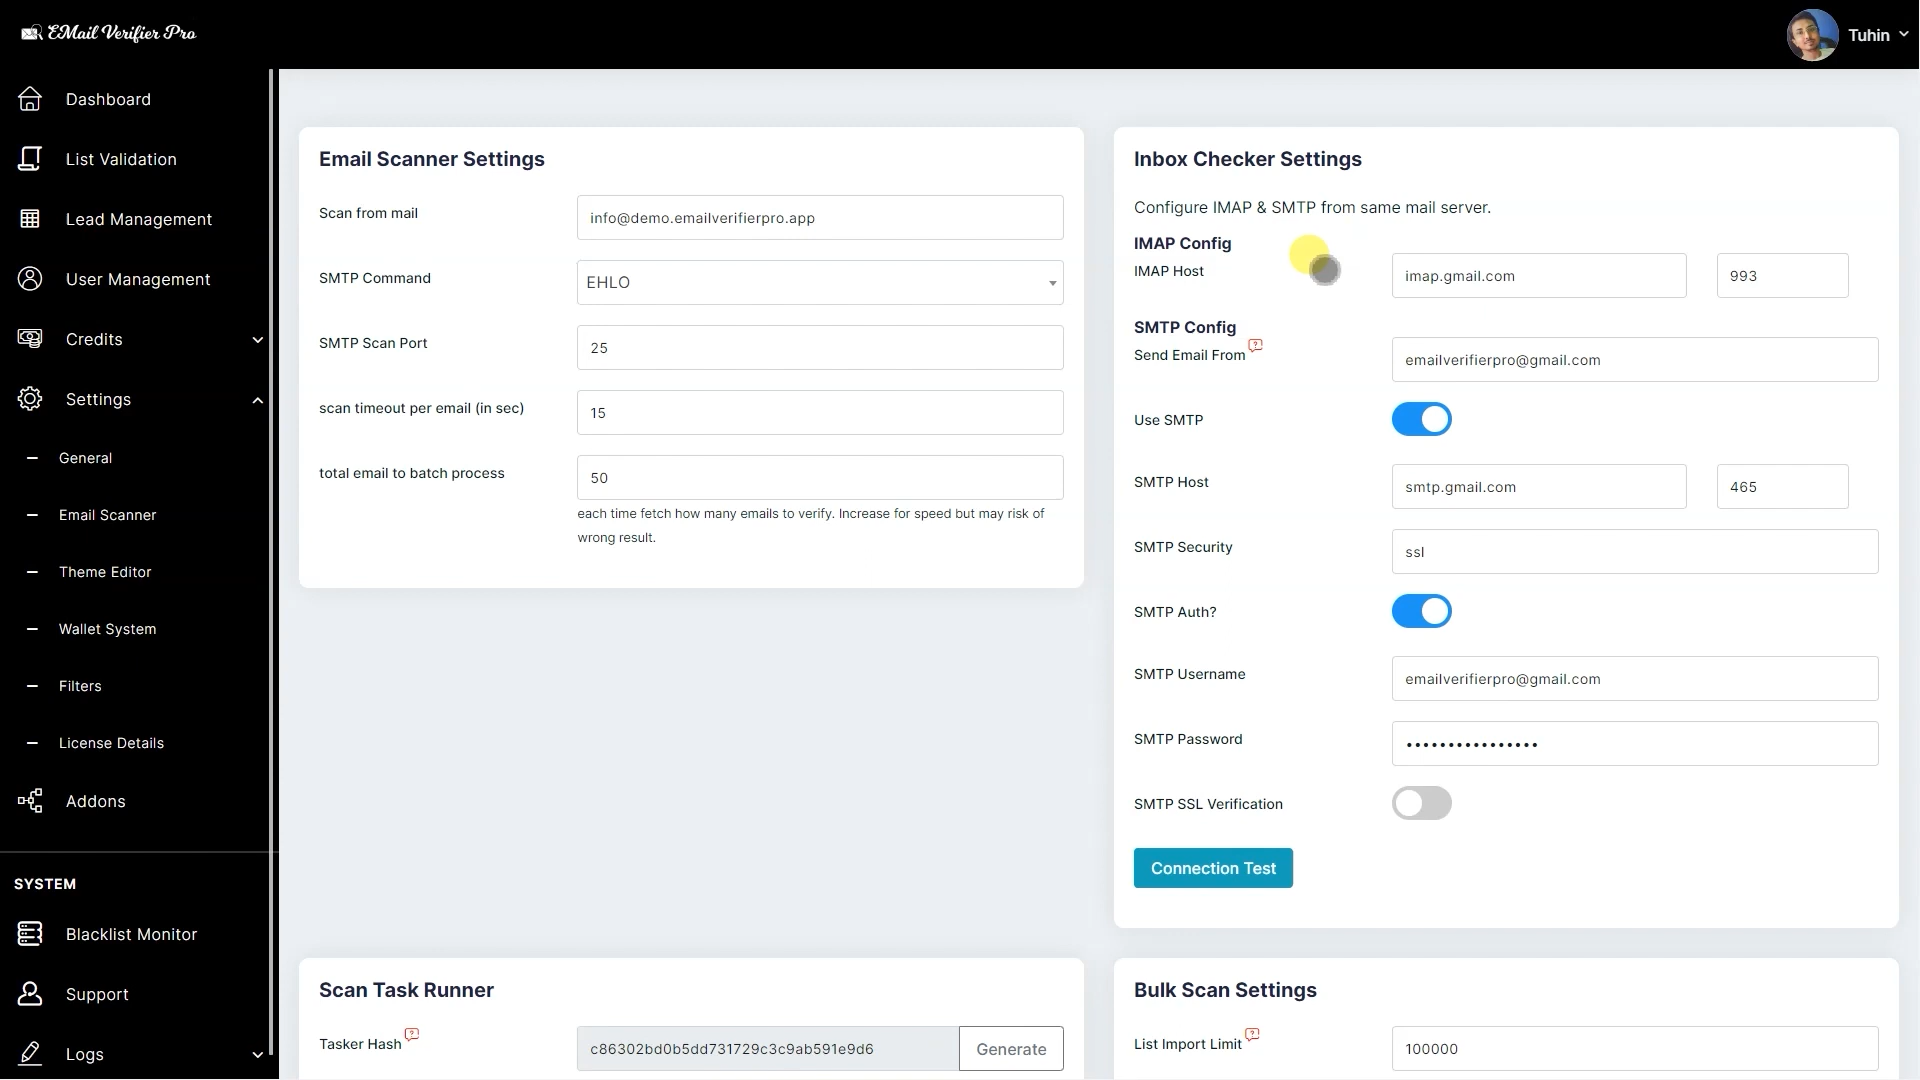 EMail Verifier Pro
Tuhin
Dashboard
List Validation
Lead Management
User Management
Credits
Settings
General
Email Scanner
Theme Editor
Wallet System
Filters
License Details
Addons
SYSTEM
Blacklist Monitor
Support
Logs
Email Scanner Settings
Scan from mail
info@demo.emailverifierpro.app
SMTP Command
EHLO
SMTP Scan Port
25
scan timeout per email (in sec)
15
total email to batch process
50
each time fetch how many emails to verify. Increase for speed but may risk of
wrong result.
Inbox Checker Settings
Configure IMAP & SMTP from same mail server.
IMAP Config
IMAP Host
imap.gmail.com
993
SMTP Config
Send Email From
emailverifierpro@gmail.com
Use SMTP
SMTP Host
smtp.gmail.com
465
SMTP Security
ssl
SMTP Auth?
SMTP Username
emailverifierpro@gmail.com
SMTP Password
••••••••••••••••
SMTP SSL Verification
Connection Test
Scan Task Runner
Tasker Hash
c86302bd0b5dd731729c3c9ab591e9d6
Generate
Bulk Scan Settings
List Import Limit
100000